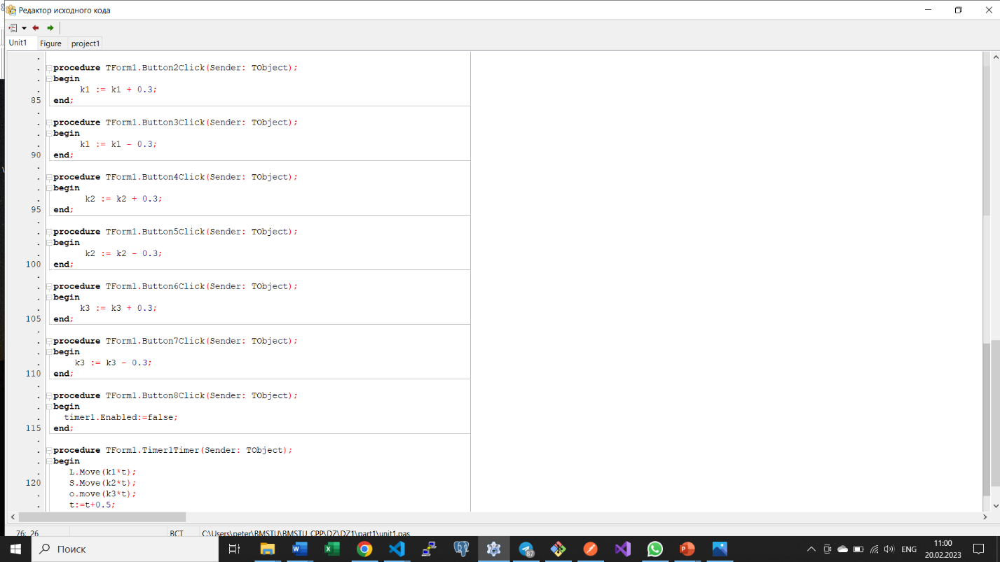 Редактор исходного кода
Unit1 Figure project1
procedure TForm1.Button2Click(Sender: TObject);
begin
k1 := k1 + 0.3;
85 end;
procedure TForm1.Button3Click(Sender: TObject);
begin
k1 := k1 - 0.3;
90 end;
procedure TForm1.Button4Click(Sender: TObject);
begin
k2 := k2 + 0.3;
95 end;
procedure TForm1.Button5Click(Sender: TObject);
begin
k2 := k2 - 0.3;
100 end;
procedure TForm1.Button6Click(Sender: TObject);
begin
k3 := k3 + 0.3;
105 end;
procedure TForm1.Button7Click(Sender: TObject);
begin
k3 := k3 - 0.3;
110 end;
procedure TForm1.Button8Click(Sender: TObject);
begin
timer1.Enabled:=false;
115 end;
procedure TForm1.Timer1Timer(Sender: TObject);
begin
L.Move(k1*t);
120 S.Move(k2*t);
o.move(k3*t);
t:=t+0.5;
76: 26 ВСТ C:\Users\peter\BMSTU\BMSTU_CPP\DZ\DZ1\part1\unit1.pas
Поиск
87
ENG
11:00
20.02.2023